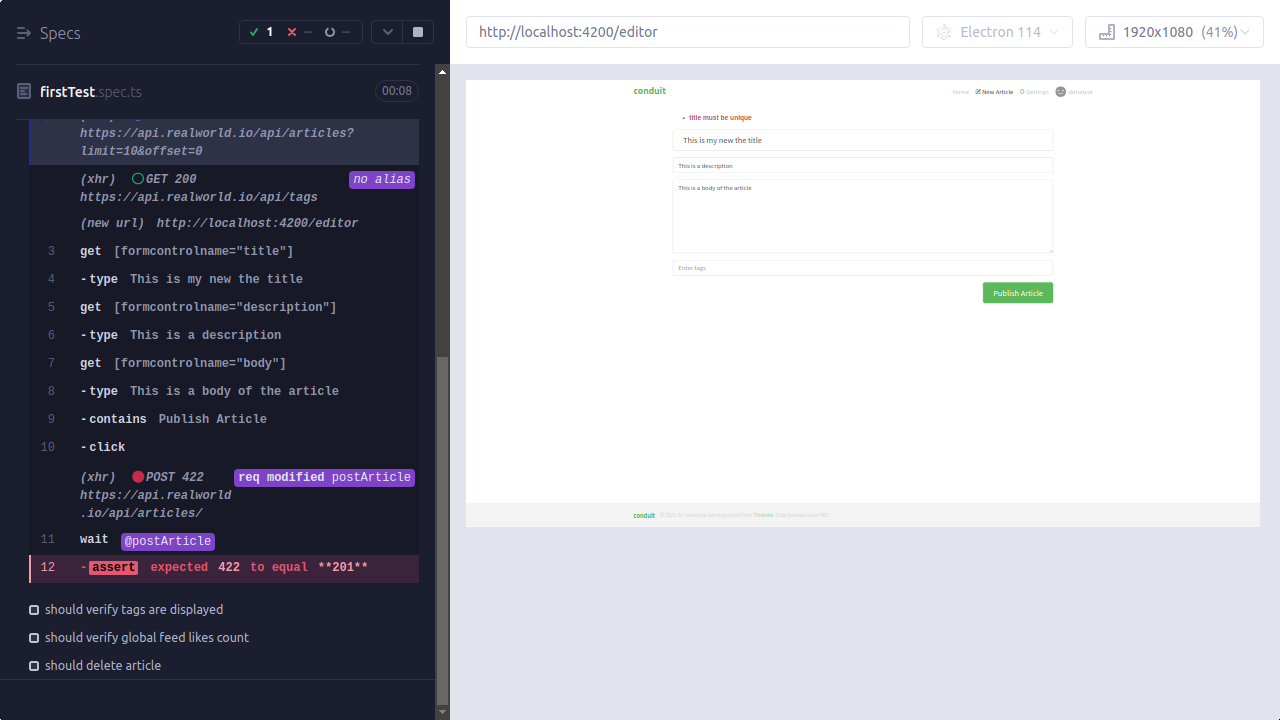 Specs
1
--
--
firstTest.spec.ts
00:08
https://api.realworld.io/api/articles?
limit=10&offset=0
(xhr) GET 200 no alias
https://api.realworld.io/api/tags
(new url) http://localhost:4200/editor
3 get [formcontrolname="title"]
4 -type This is my new the title
5 get [formcontrolname="description"]
6 -type This is a description
7 get [formcontrolname="body"]
8 -type This is a body of the article
9 -contains Publish Article
10 -click
(xhr) POST 422 req modified postArticle
https://api.realworld
.io/api/articles/
11 wait @postArticle
12 -assert expected 422 to equal **201**
should verify tags are displayed
should verify global feed likes count
should delete article
http://localhost:4200/editor
Electron 114
1920x1080 (41%)
conduit
Home New Article Settings
title must be unique
This is my new the title
This is a description
This is a body of the article
Enter tags
Publish Article
conduit